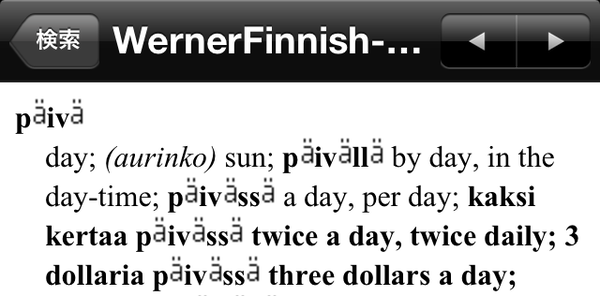 検索
WernerFinnish-...
päivä
day; (aurinko) sun; päivällä by day, in the
day-time; päivässä a day, per day; kaksi
kertaa päivässä twice a day, twice daily; 3
dollaria päivässä three dollars a day;